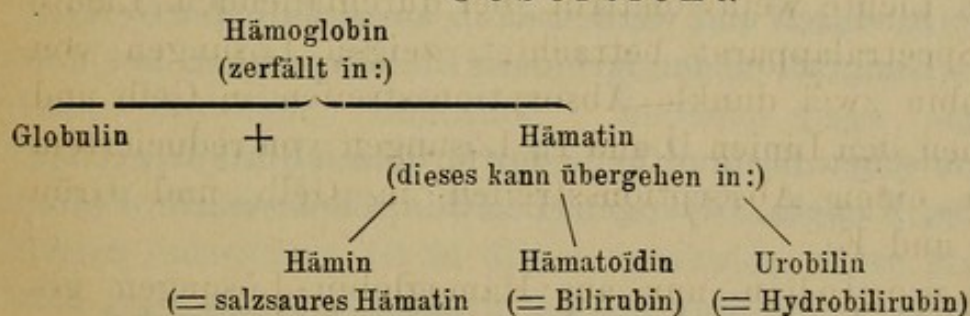 Hämoglobin
(zerfällt in:)
Globulin + Hämatin
(dieses kann übergehen in:)
Hämin Hämatoïdin Urobilin
(= salzsaures Hämatin (= Bilirubin) (= Hydrobilirubin)